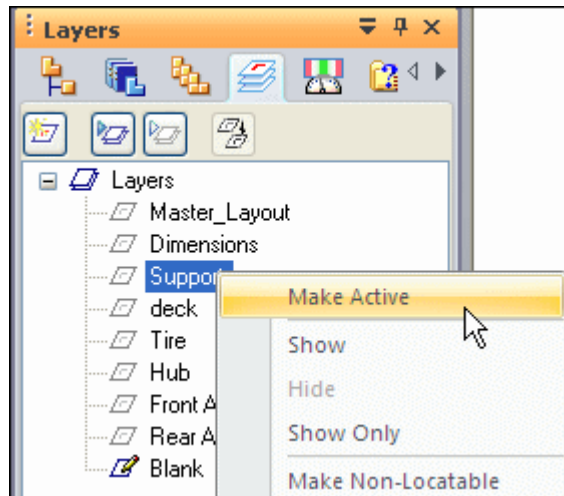 Layers
Layers
Master_Layout
Dimensions
Support
deck
Tire
Hub
Front A
Rear A
Blank
Make Active
Show
Hide
Show Only
Make Non-Locatable